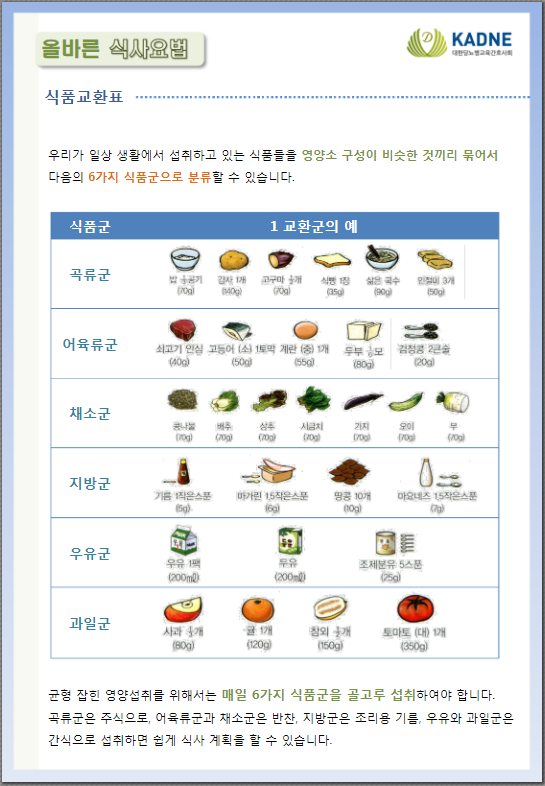 올바른 식사요법
KADNE
대한당뇨병교육간호사회
식품교환표
우리가 일상 생활에서 섭취하고 있는 식품들을 영양소 구성이 비슷한 것끼리 묶어서
다음의 6가지 식품군으로 분류할 수 있습니다.
식품군 1 교환군의 예
곡류군
밥 ⅓공기 감자 1개 고구마 ½개 식빵 1장 삶은 국수 인절미 3개
(70g) (140g) (70g) (35g) (90g) (50g)
어육류군
쇠고기 안심 고등어 (소) 1토막 계란 (중) 1개 두부 ⅕모 검정콩 2큰술
(40g) (50g) (55g) (80g) (20g)
채소군
콩나물 배추 상추 시금치 가지 오이 무
(70g) (70g) (70g) (70g) (70g) (70g) (70g)
지방군
기름 1작은스푼 마가린 1.5작은스푼 땅콩 10개 마요네즈 1.5작은스푼
(5g) (6g) (10g) (7g)
우유군
우유 1팩 두유 조제분유 5스푼
(200㎖) (200㎖) (25g)
과일군
사과 ⅓개 귤 1개 참외 ½개 토마토 (대) 1개
(80g) (120g) (150g) (350g)
균형 잡힌 영양섭취를 위해서는 매일 6가지 식품군을 골고루 섭취하여야 합니다.
곡류군은 주식으로, 어육류군과 채소군은 반찬, 지방군은 조리용 기름, 우유와 과일군은
간식으로 섭취하면 쉽게 식사 계획을 할 수 있습니다.